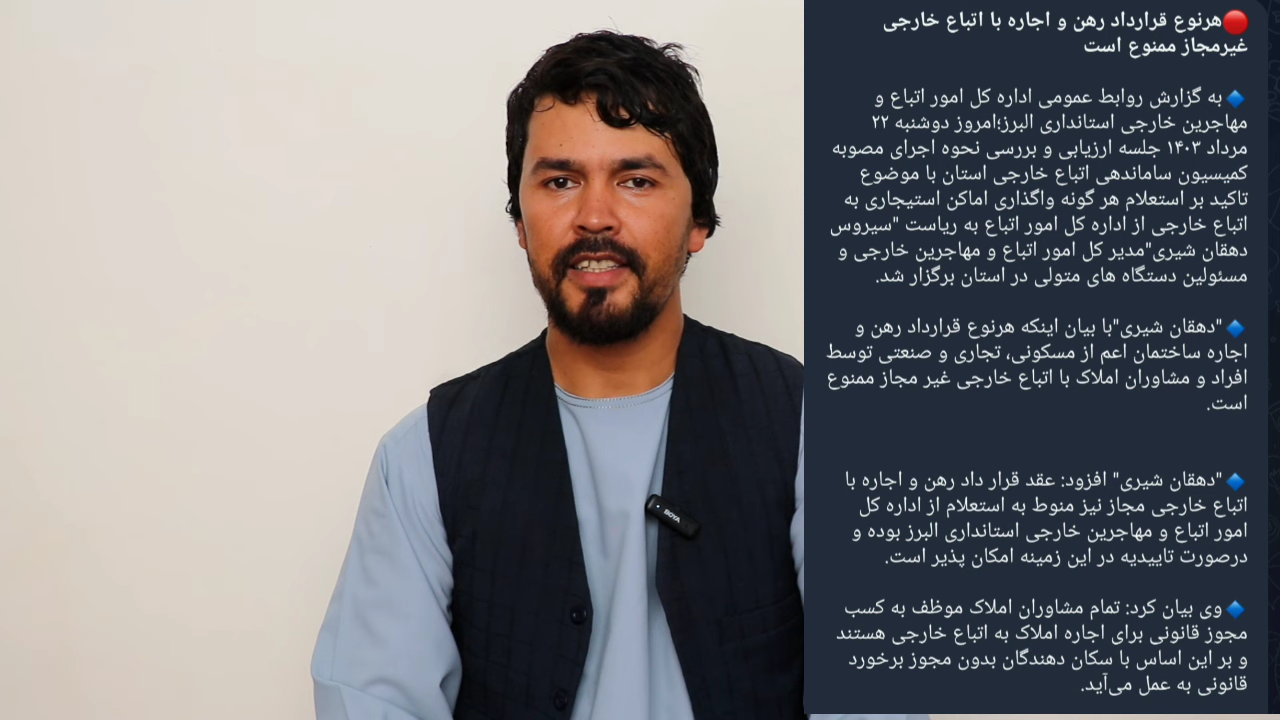 🔴هرنوع قرارداد رهن و اجاره با اتباع خارجی
غیرمجاز ممنوع است
🔹به گزارش روابط عمومی اداره کل امور اتباع و
مهاجرین خارجی استانداری البرز؛امروز دوشنبه ۲۲
مرداد ۱۴۰۳ جلسه ارزیابی و بررسی نحوه اجرای مصوبه
کمیسیون ساماندهی اتباع خارجی استان با موضوع
تاکید بر استعلام هر گونه واگذاری اماکن استیجاری به
اتباع خارجی از اداره کل امور اتباع به ریاست "سیروس
دهقان شیری"مدیر کل امور اتباع و مهاجرین خارجی و
مسئولین دستگاه های متولی در استان برگزار شد.
🔹"دهقان شیری"با بیان اینکه هرنوع قرارداد رهن و
اجاره ساختمان اعم از مسکونی، تجاری و صنعتی توسط
افراد و مشاوران املاک با اتباع خارجی غیر مجاز ممنوع
است.
🔹"دهقان شیری" افزود: عقد قرار داد رهن و اجاره با
اتباع خارجی مجاز نیز منوط به استعلام از اداره کل
امور اتباع و مهاجرین خارجی استانداری البرز بوده و
درصورت تاییدیه در این زمینه امکان پذیر است.
🔹وی بیان کرد: تمام مشاوران املاک موظف به کسب
مجوز قانونی برای اجاره املاک به اتباع خارجی هستند
و بر این اساس با سکان دهندگان بدون مجوز برخورد
قانونی به عمل می‌آید.
BOYA